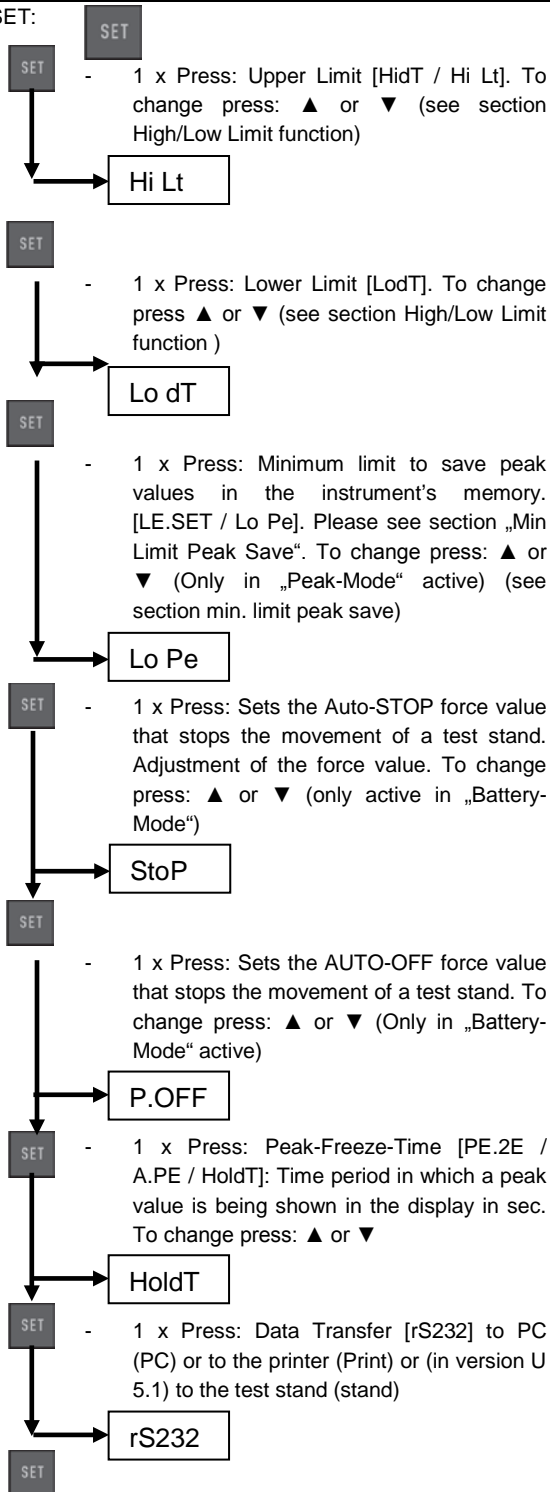 SET:
SET
SET
- 1 x Press: Upper Limit [HidT / Hi Lt]. To
change press: ▲ or ▼ (see section
High/Low Limit function)
Hi Lt
SET
- 1 x Press: Lower Limit [LodT]. To change
press ▲ or ▼ (see section High/Low Limit
function )
Lo dT
SET
- 1 x Press: Minimum limit to save peak
values in the instrument's memory.
[LE.SET / Lo Pe]. Please see section „Min
Limit Peak Save“. To change press: ▲ or
▼ (Only in „Peak-Mode“ active) (see
section min. limit peak save)
Lo Pe
SET
- 1 x Press: Sets the Auto-STOP force value
that stops the movement of a test stand.
Adjustment of the force value. To change
press: ▲ or ▼ (only active in „Battery-
Mode“)
StoP
SET
- 1 x Press: Sets the AUTO-OFF force value
that stops the movement of a test stand. To
change press: ▲ or ▼ (Only in „Battery-
Mode“ active)
P.OFF
SET
- 1 x Press: Peak-Freeze-Time [PE.2E /
A.PE / HoldT]: Time period in which a peak
value is being shown in the display in sec.
To change press: ▲ or ▼
HoldT
SET
- 1 x Press: Data Transfer [rS232] to PC
(PC) or to the printer (Print) or (in version U
5.1) to the test stand (stand)
rS232
SET